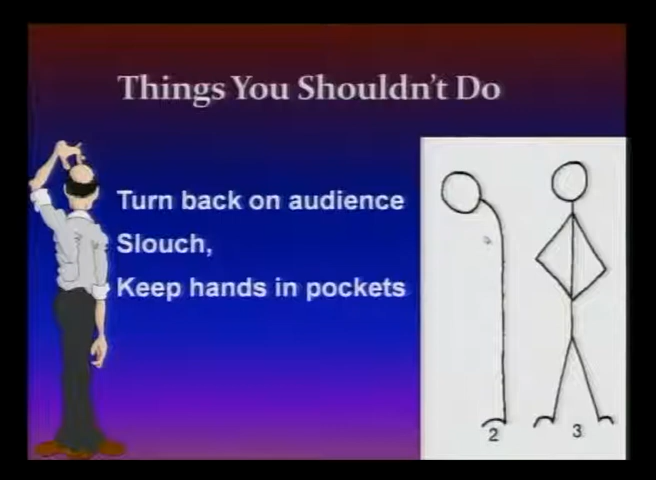 Things You Shouldn't Do
Turn back on audience
Slouch,
Keep hands in pockets
2
3